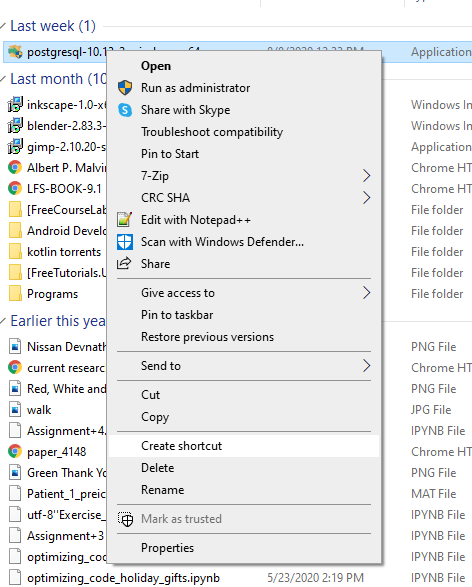 Last week (1)
postgresql-10.13-2-windows-x64 8/9/2020 12:33 PM Application
Open
Last month (10
Run as administrator
inkscape-1.0-x6 Windows In
Share with Skype
blender-2.83.3- Windows In
Troubleshoot compatibility
gimp-2.10.20-s Application
Pin to Start
Albert P. Malvin Chrome HT
7-Zip
LFS-BOOK-9.1 Chrome HT
CRC SHA
[FreeCourseLab File folder
Edit with Notepad++
Android Develo File folder
Scan with Windows Defender...
kotlin torrents File folder
Share
[FreeTutorials.U File folder
Give access to
Programs File folder
Pin to taskbar
Earlier this yea
Restore previous versions
Nissan Devnath PNG File
Send to
current researc Chrome HT
Red, White and PNG File
Cut
walk JPG File
Copy
Assignment+4. IPYNB File
Create shortcut
paper_4148 Chrome HT
Delete
Green Thank Yo PNG File
Rename
Patient_1_preic MAT File
Mark as trusted
utf-8''Exercise_ IPYNB File
Assignment+3 IPYNB File
Properties
optimizing_cod IPYNB File
optimizing_code_holiday_gifts.ipynb 5/23/2020 2:19 PM IPYNB File